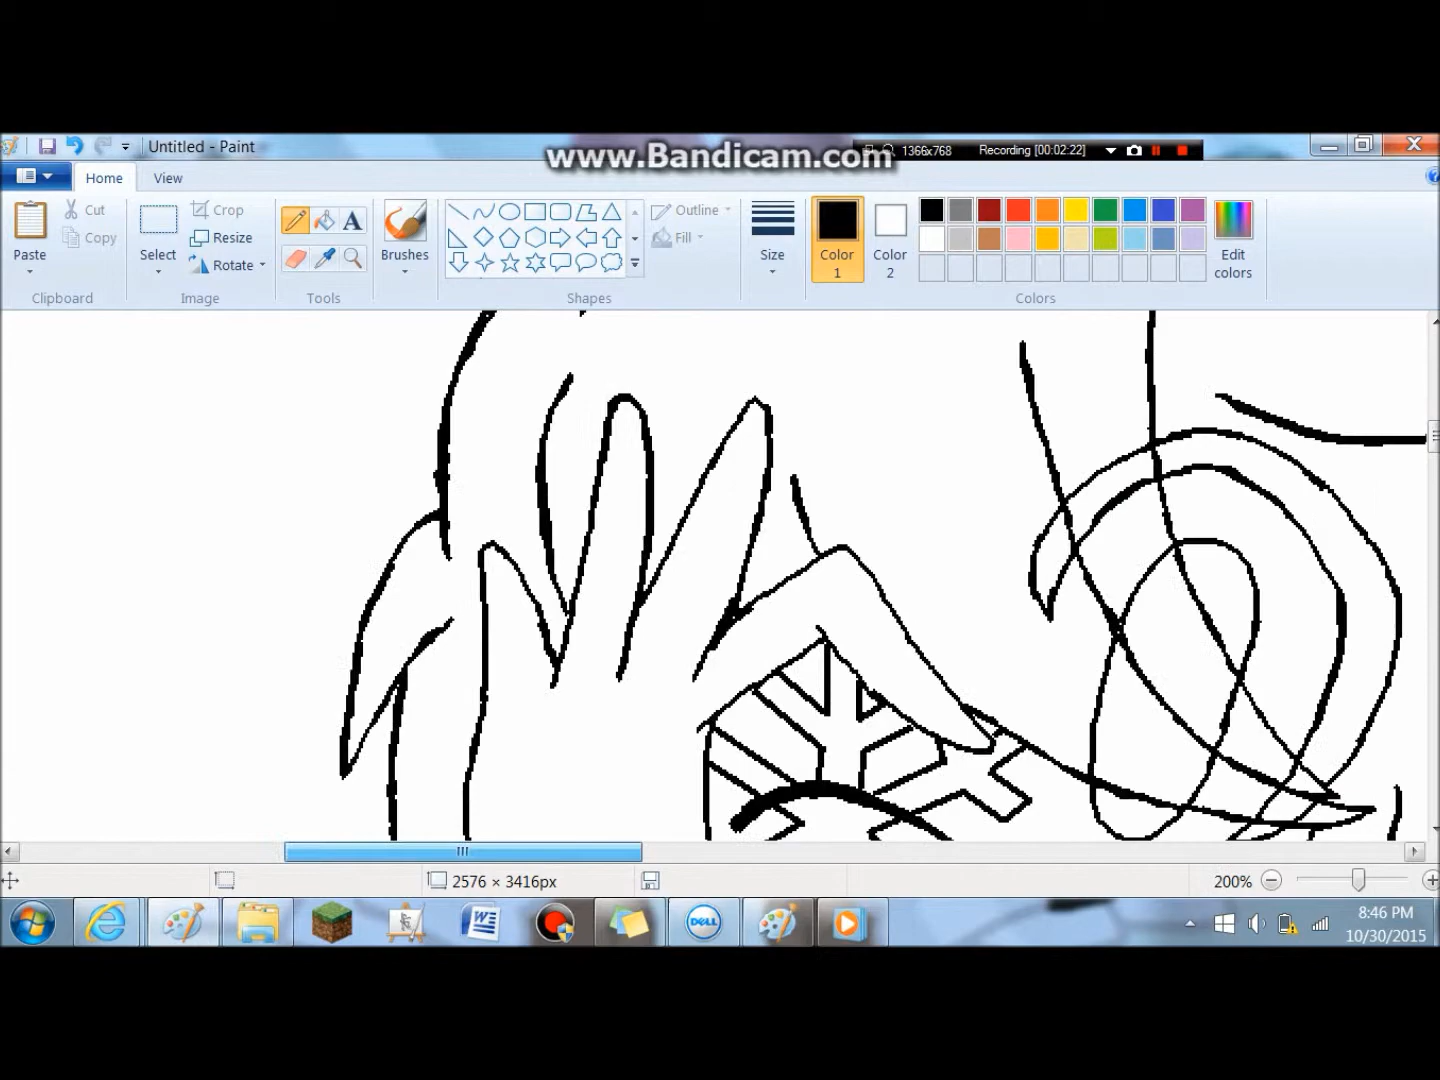 Untitled - Paint
www.Bandicam.com
1366x768
Recording [00:02:22]
Home
View
Paste
Cut
Copy
Clipboard
Select
Crop
Resize
Rotate
Image
A
Tools
Brushes
Outline
Fill
Shapes
Size
Color 1
Color 2
Edit colors
Colors
2576 × 3416px
200%
W
DELL
8:46 PM
10/30/2015